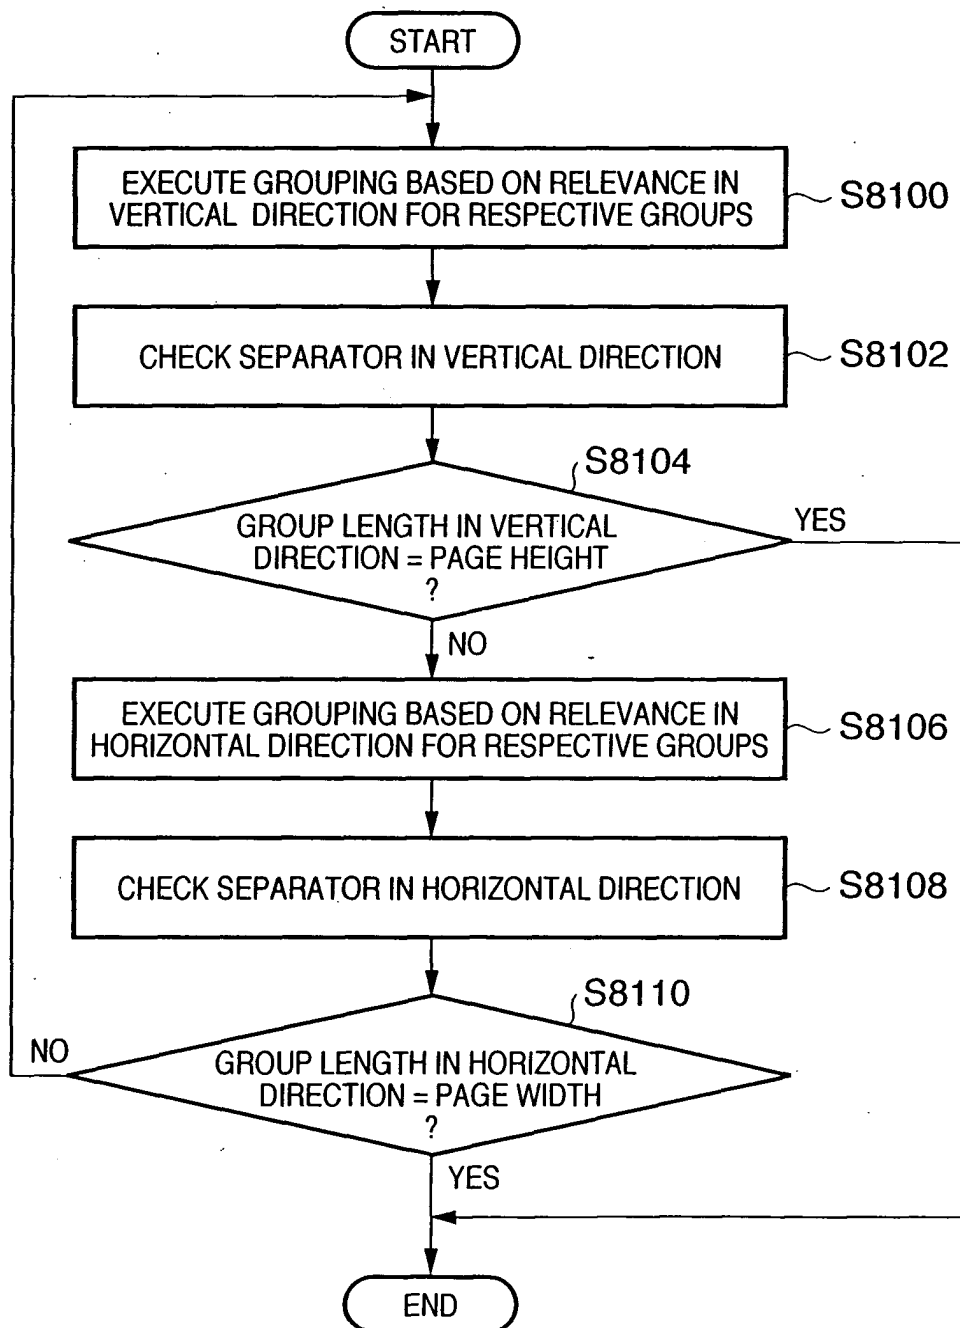 START
EXECUTE GROUPING BASED ON RELEVANCE IN
VERTICAL DIRECTION FOR RESPECTIVE GROUPS
S8100
CHECK SEPARATOR IN VERTICAL DIRECTION
S8102
S8104
GROUP LENGTH IN VERTICAL
DIRECTION = PAGE HEIGHT
?
YES
NO
EXECUTE GROUPING BASED ON RELEVANCE IN
HORIZONTAL DIRECTION FOR RESPECTIVE GROUPS
S8106
CHECK SEPARATOR IN HORIZONTAL DIRECTION
S8108
S8110
NO
GROUP LENGTH IN HORIZONTAL
DIRECTION = PAGE WIDTH
?
YES
END